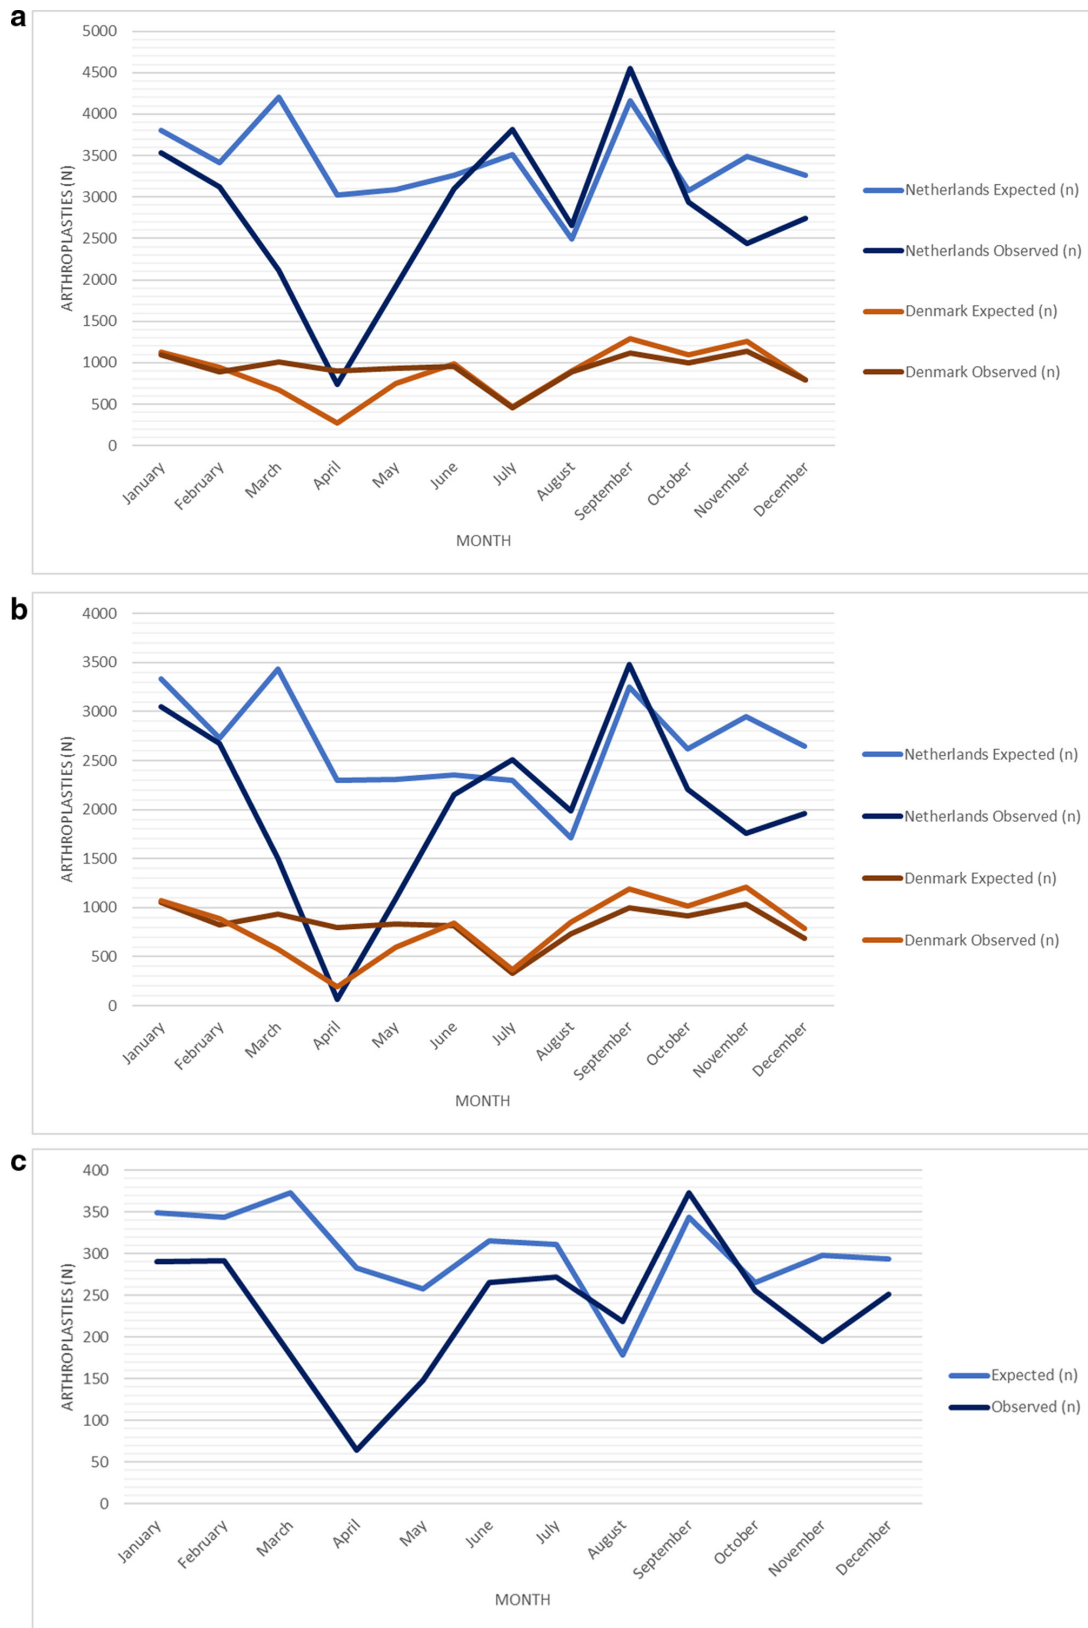 a
5000
4500
4000
3500
3000
2500
2000
1500
1000
500
0
ARTHROPLASTIES (N)
January
February
March
April
May
June
July
August
September
October
November
December
MONTH
Netherlands Expected (n)
Netherlands Observed (n)
Denmark Expected (n)
Denmark Observed (n)
b
4000
3500
3000
2500
2000
1500
1000
500
0
ARTHROPLASTIES (N)
January
February
March
April
May
June
July
August
September
October
November
December
MONTH
Netherlands Expected (n)
Netherlands Observed (n)
Denmark Expected (n)
Denmark Observed (n)
c
400
350
300
250
200
150
100
50
0
ARTHROPLASTIES (N)
January
February
March
April
May
June
July
August
September
October
November
December
MONTH
Expected (n)
Observed (n)